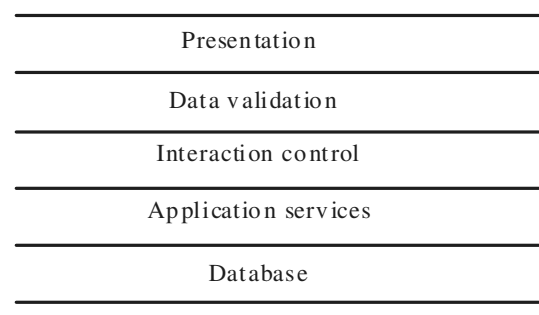 Presentation
Data validation
Interaction control
Application services
Database